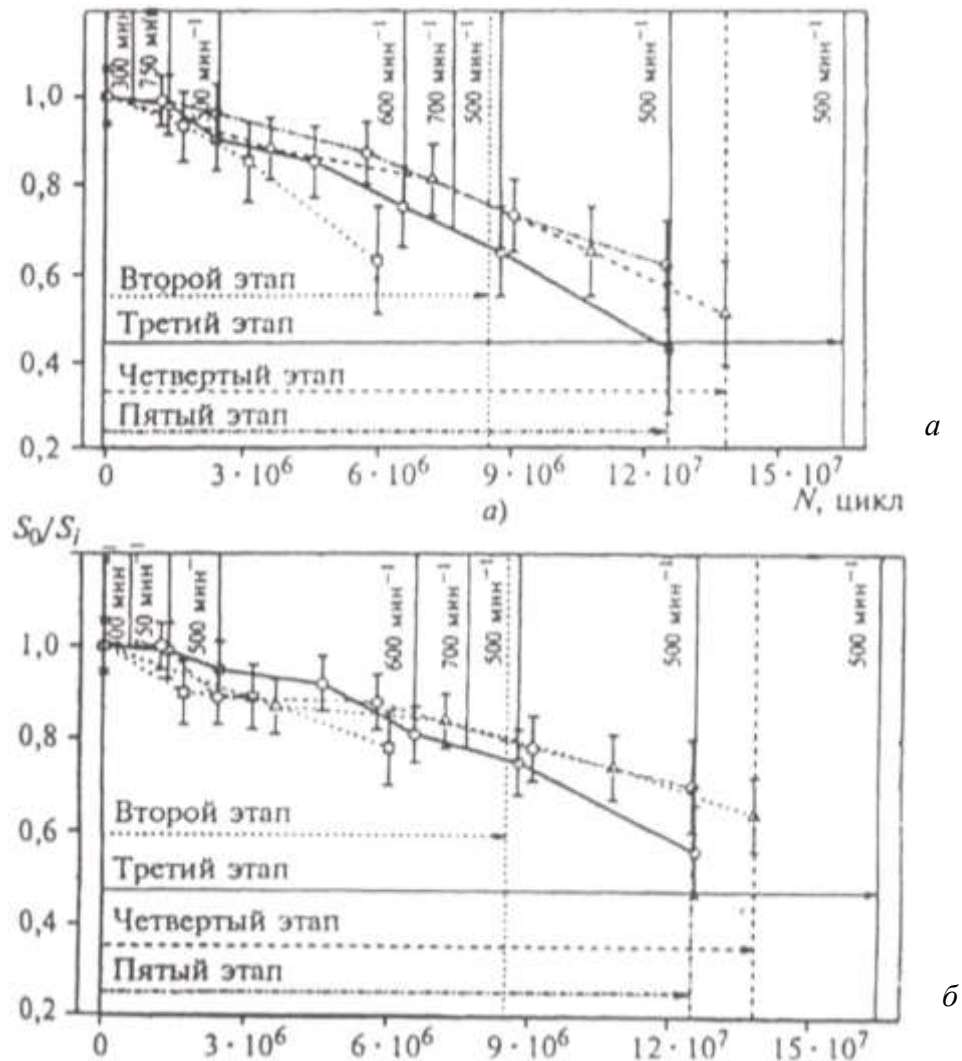 300 мин⁻¹
750 мин⁻¹
600 мин⁻¹
700 мин⁻¹
500 мин⁻¹
500 мин⁻¹
500 мин⁻¹
1,0
0,8
0,6
0,4
0,2
Второй этап
Третий этап
Четвертый этап
Пятый этап
а
0
3·10⁶
6·10⁶
9·10⁶
12·10⁷
15·10⁷
N, цикл
а)
S₀/Sᵢ
750 мин⁻¹
500 мин⁻
600 мин⁻¹
700 мин⁻¹
500 мин⁻¹
500 мин⁻¹
500 мин⁻¹
1,0
0,8
0,6
0,4
0,2
Второй этап
Третий этап
Четвертый этап
Пятый этап
б
0
3·10⁶
6·10⁶
9·10⁶
12·10⁷
15·10⁷